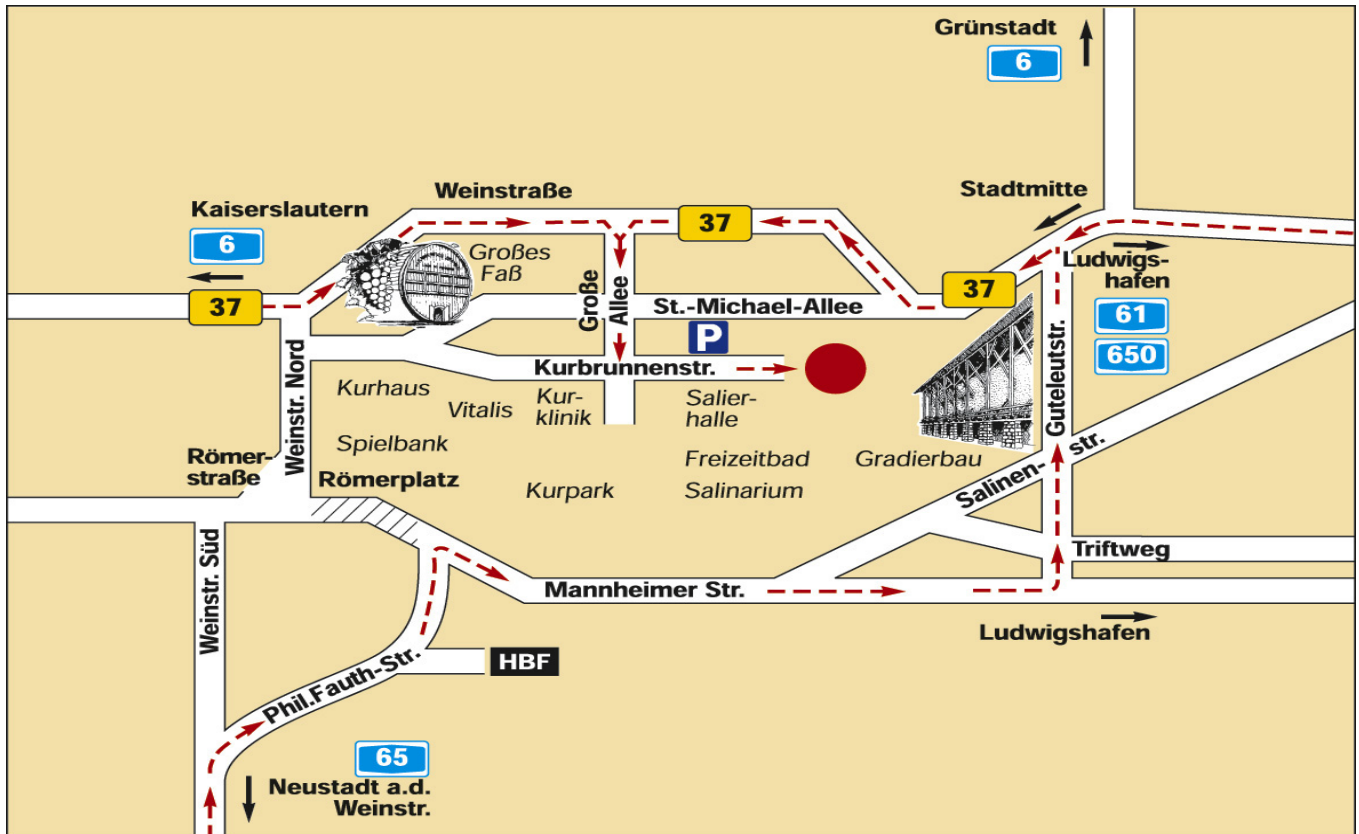 Grünstadt
6
Weinstraße
Stadtmitte
Kaiserslautern
6
37
Großes
Faß
37
37
Ludwigs-
hafen
61
650
Große
Allee
St.-Michael-Allee
P
Kurbrunnenstr.
Weinstr. Nord
Kurhaus
Vitalis
Kur-
klinik
Salier-
halle
Guteleutstr.
Spielbank
Römer-
straße
Römerplatz
Kurpark
Freizeitbad
Salinarium
Gradierbau
Salinen-
str.
Weinstr. Süd
Triftweg
Mannheimer Str.
Ludwigshafen
HBF
Phil.Fauth-Str.
65
Neustadt a.d.
Weinstr.